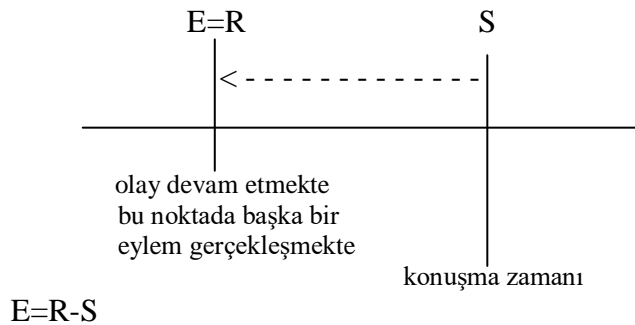 E=R S
olay devam etmekte
bu noktada başka bir
eylem gerçekleşmekte
konuşma zamanı
E=R-S